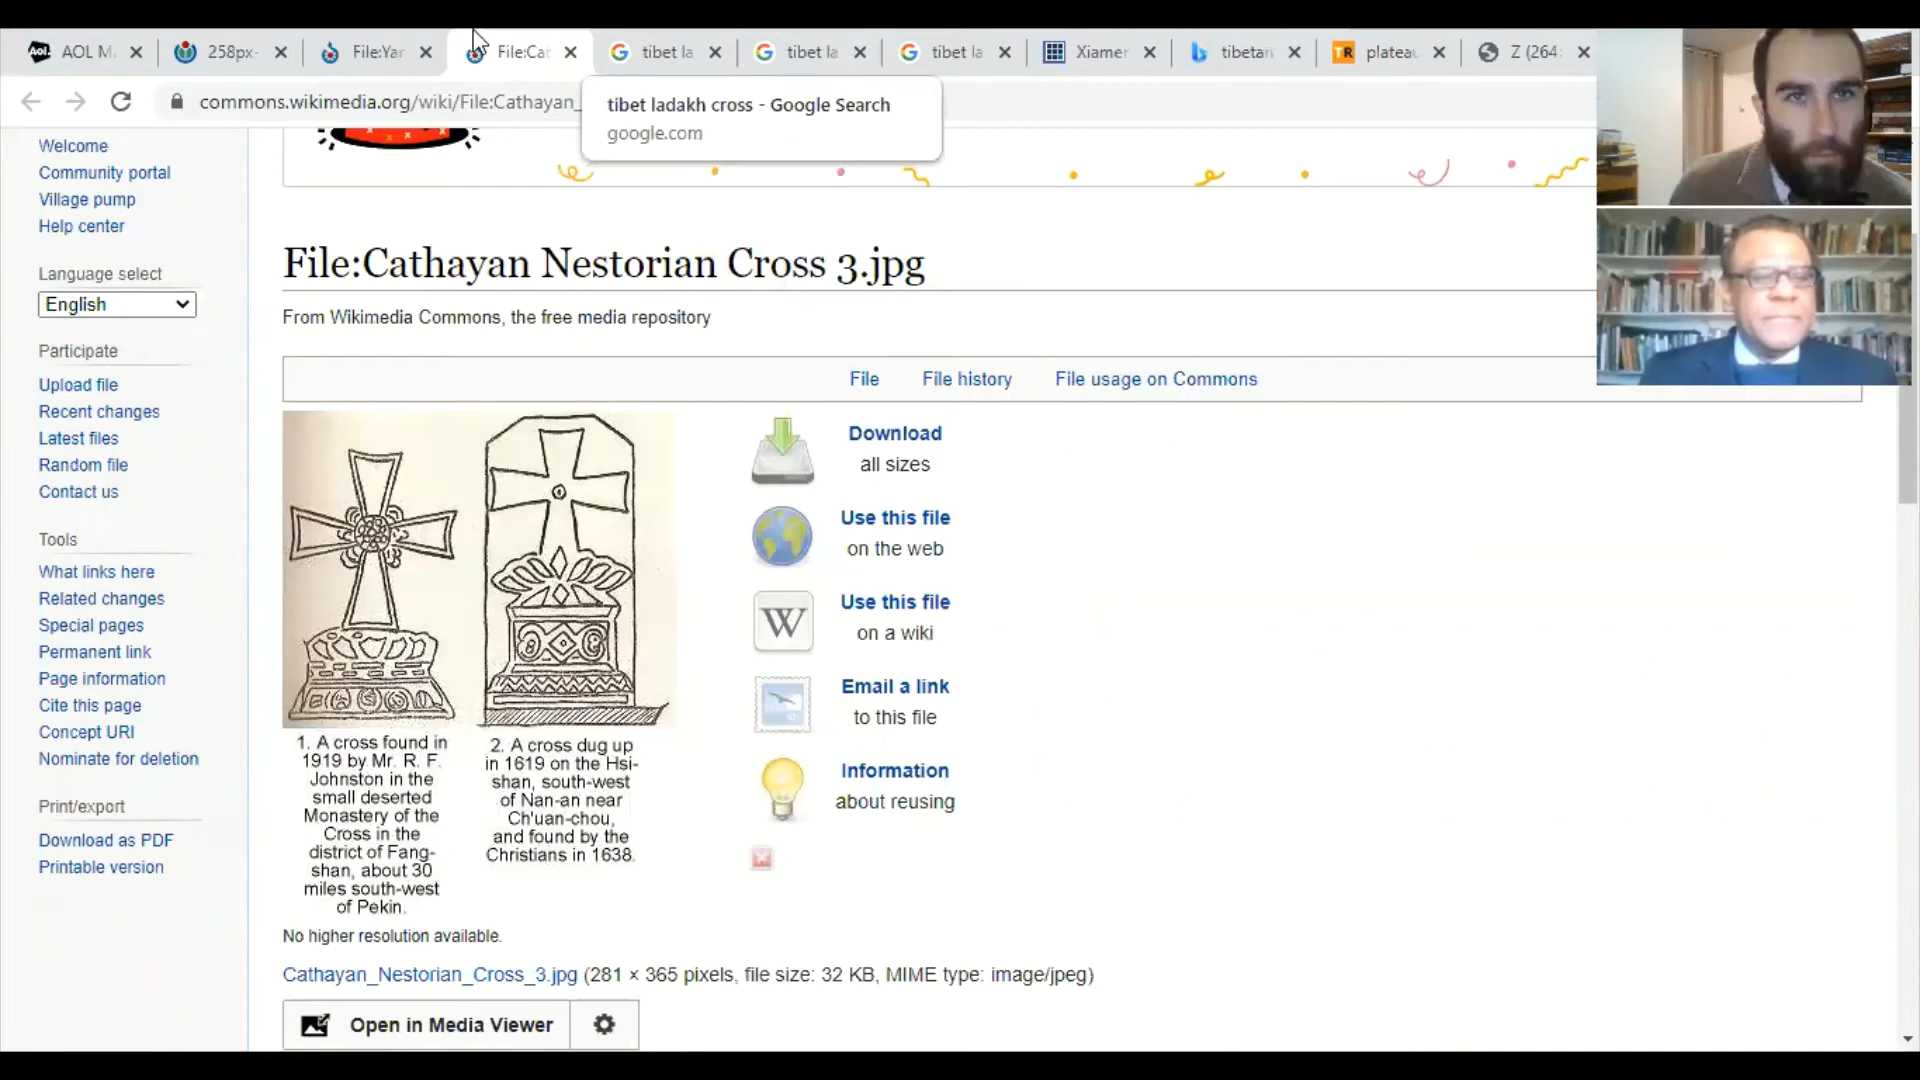 Aol.
AOL M
258px-
File:Yar
File:Cat
tibet la
tibet la
tibet la
Xiamer
tibetan
TR
plateau
Z (264
commons.wikimedia.org/wiki/File:Cathayan_
tibet ladakh cross - Google Search
google.com
Welcome
Community portal
Village pump
Help center
Language select
English
Participate
Upload file
Recent changes
Latest files
Random file
Contact us
Tools
What links here
Related changes
Special pages
Permanent link
Page information
Cite this page
Concept URI
Nominate for deletion
Print/export
Download as PDF
Printable version
File:Cathayan Nestorian Cross 3.jpg
From Wikimedia Commons, the free media repository
File
File history
File usage on Commons
1. A cross found in
1919 by Mr. R. F.
Johnston in the
small deserted
Monastery of the
Cross in the
district of Fang-
shan, about 30
miles south-west
of Pekin.
2. A cross dug up
in 1619 on the Hsi-
shan, south-west
of Nan-an near
Ch'uan-chou,
and found by the
Christians in 1638.
Download
all sizes
Use this file
on the web
W
Use this file
on a wiki
Email a link
to this file
Information
about reusing
No higher resolution available.
Cathayan_Nestorian_Cross_3.jpg (281 × 365 pixels, file size: 32 KB, MIME type: image/jpeg)
Open in Media Viewer